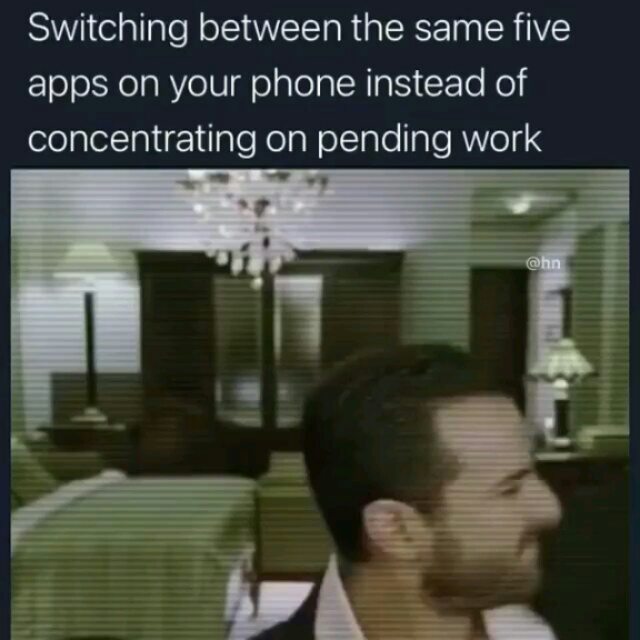 Switching between the same five
apps on your phone instead of
concentrating on pending work
@hn